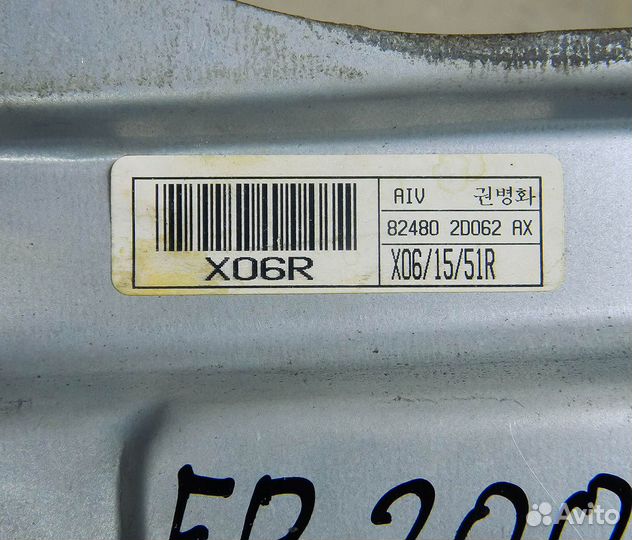 AIV 권병화
82480 2D062 AX
X06R
X06/15/51R
Avito